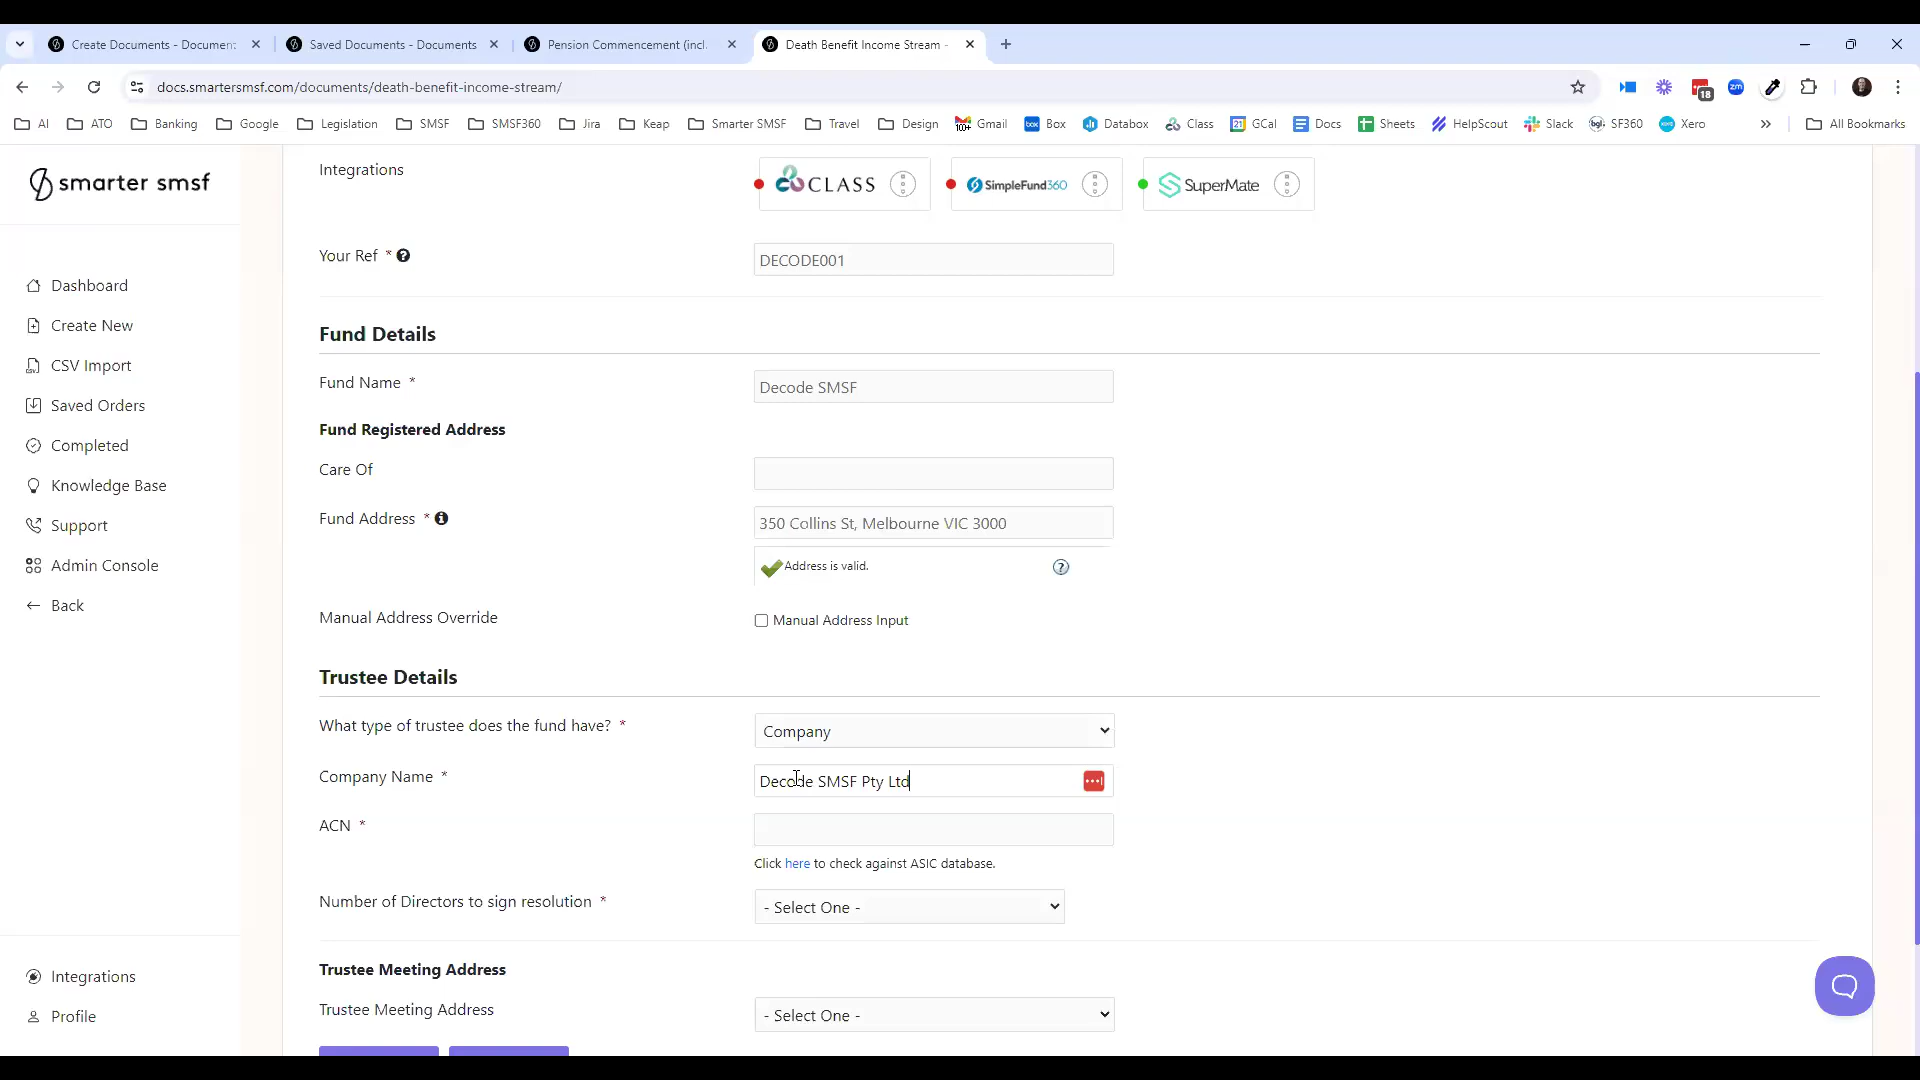 Create Documents - Document
Saved Documents - Documents
Pension Commencement (incl.
Death Benefit Income Stream -
docs.smartersmsf.com/documents/death-benefit-income-stream/
18
zm
AI
ATO
Banking
Google
Legislation
SMSF
SMSF360
Jira
Keap
Smarter SMSF
Travel
Design
100+
Gmail
box
Box
Databox
Class
21
GCal
Docs
Sheets
HelpScout
Slack
bgl
SF360
xero
Xero
All Bookmarks
smarter smsf
Dashboard
Create New
CSV Import
Saved Orders
Completed
Knowledge Base
Support
Admin Console
Back
Integrations
Profile
Integrations
CLASS
SimpleFund360
SuperMate
Your Ref * ?
DECODE001
Fund Details
Fund Name *
Decode SMSF
Fund Registered Address
Care Of
Fund Address * i
350 Collins St, Melbourne VIC 3000
Address is valid.
?
Manual Address Override
Manual Address Input
Trustee Details
What type of trustee does the fund have? *
Company
Company Name *
Decode SMSF Pty Ltd
ACN *
Click here to check against ASIC database.
Number of Directors to sign resolution *
- Select One -
Trustee Meeting Address
Trustee Meeting Address
- Select One -